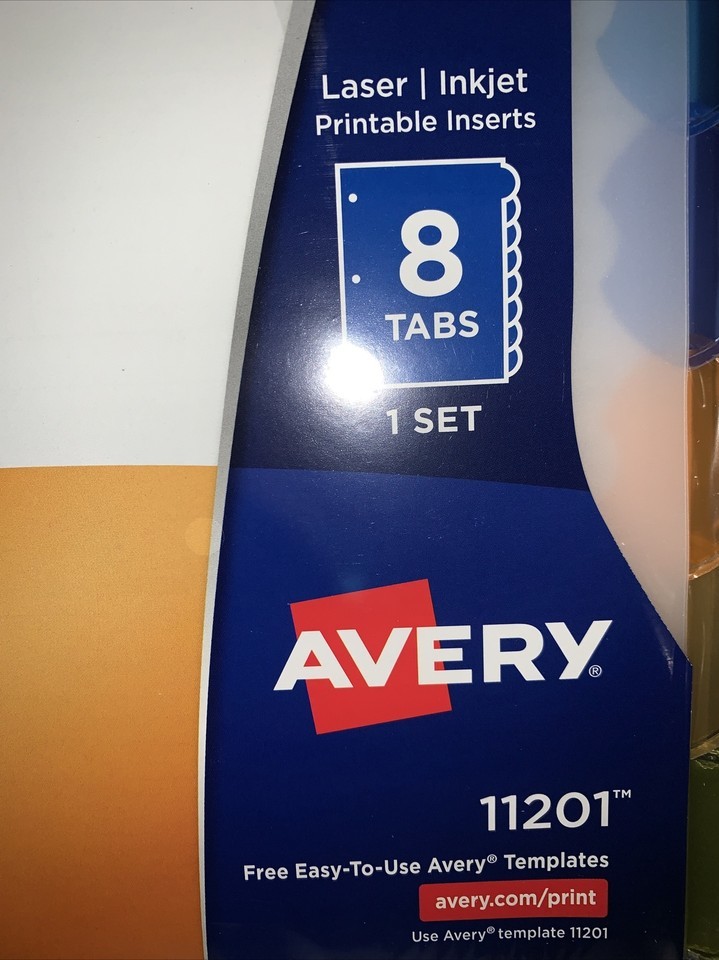 Laser | Inkjet
Printable Inserts
8
TABS
1 SET
AVERY®
11201™
Free Easy-To-Use Avery® Templates
avery.com/print
Use Avery® template 11201